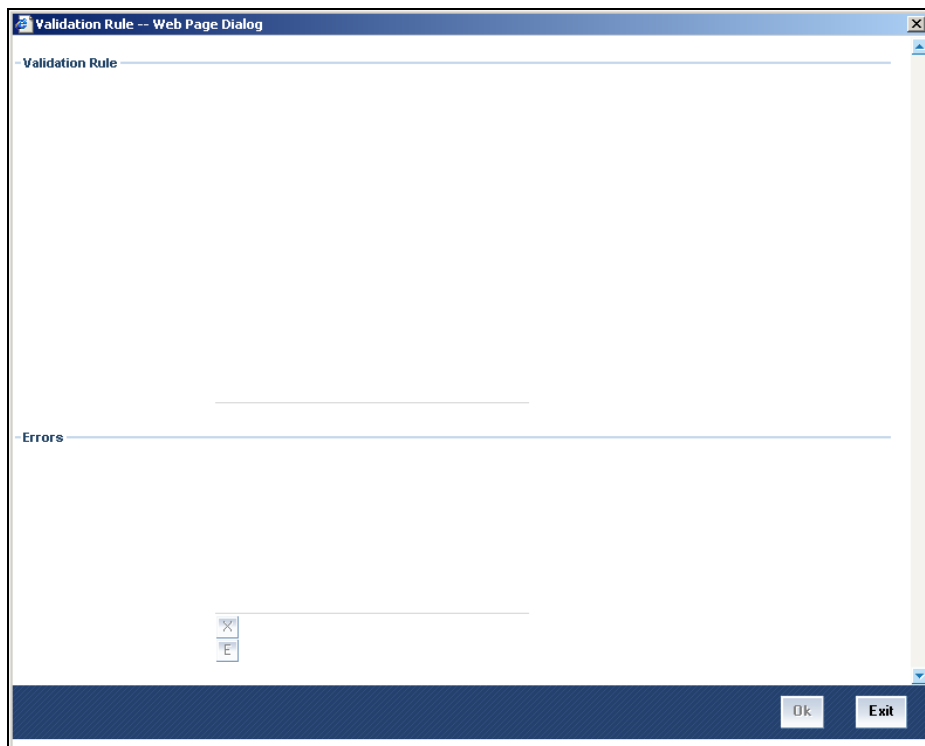 Validation Rule -- Web Page Dialog
Validation Rule
Errors
X
E
Ok
Exit